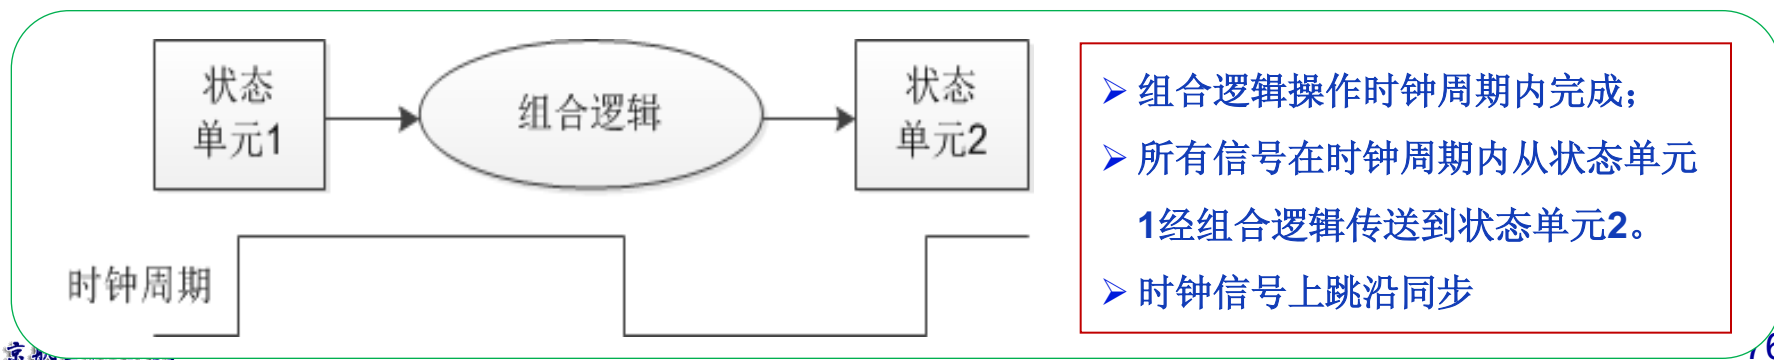 状态
单元1
组合逻辑
状态
单元2
时钟周期
➢ 组合逻辑操作时钟周期内完成；
➢ 所有信号在时钟周期内从状态单元
1经组合逻辑传送到状态单元2。
➢ 时钟信号上跳沿同步